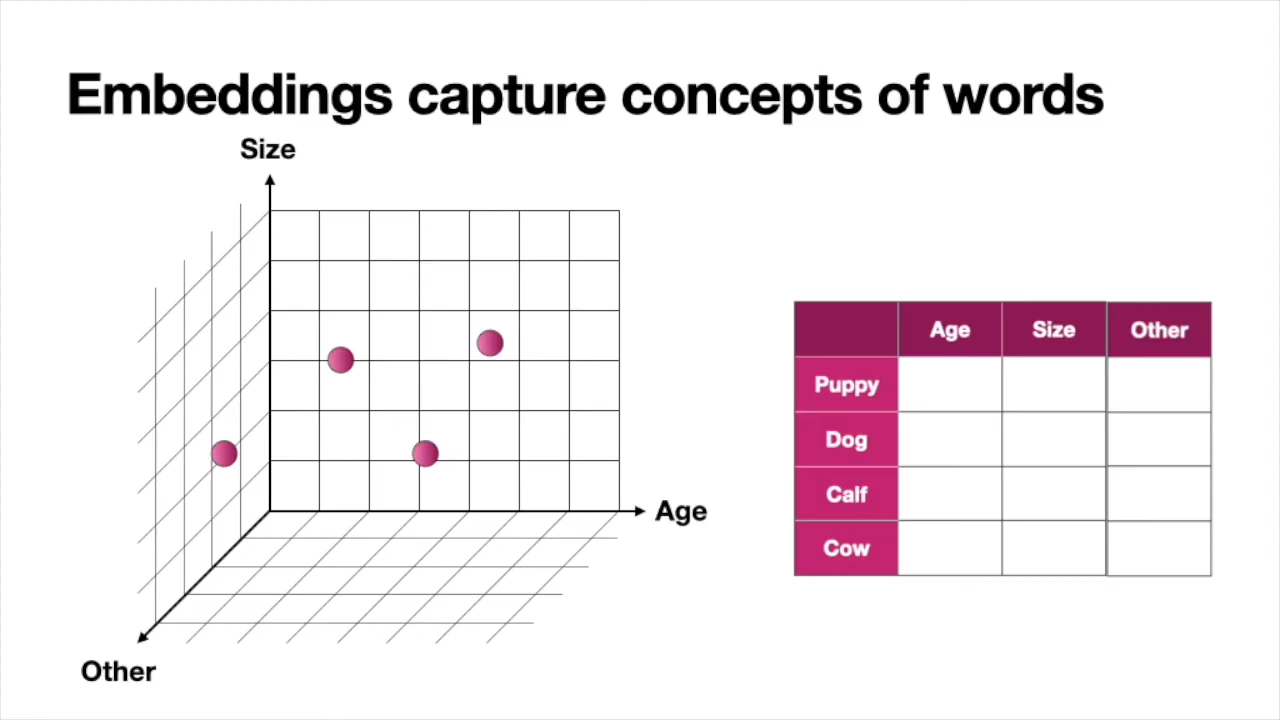 Embeddings capture concepts of words
Size
Age
Other
Age Size Other
Puppy
Dog
Calf
Cow